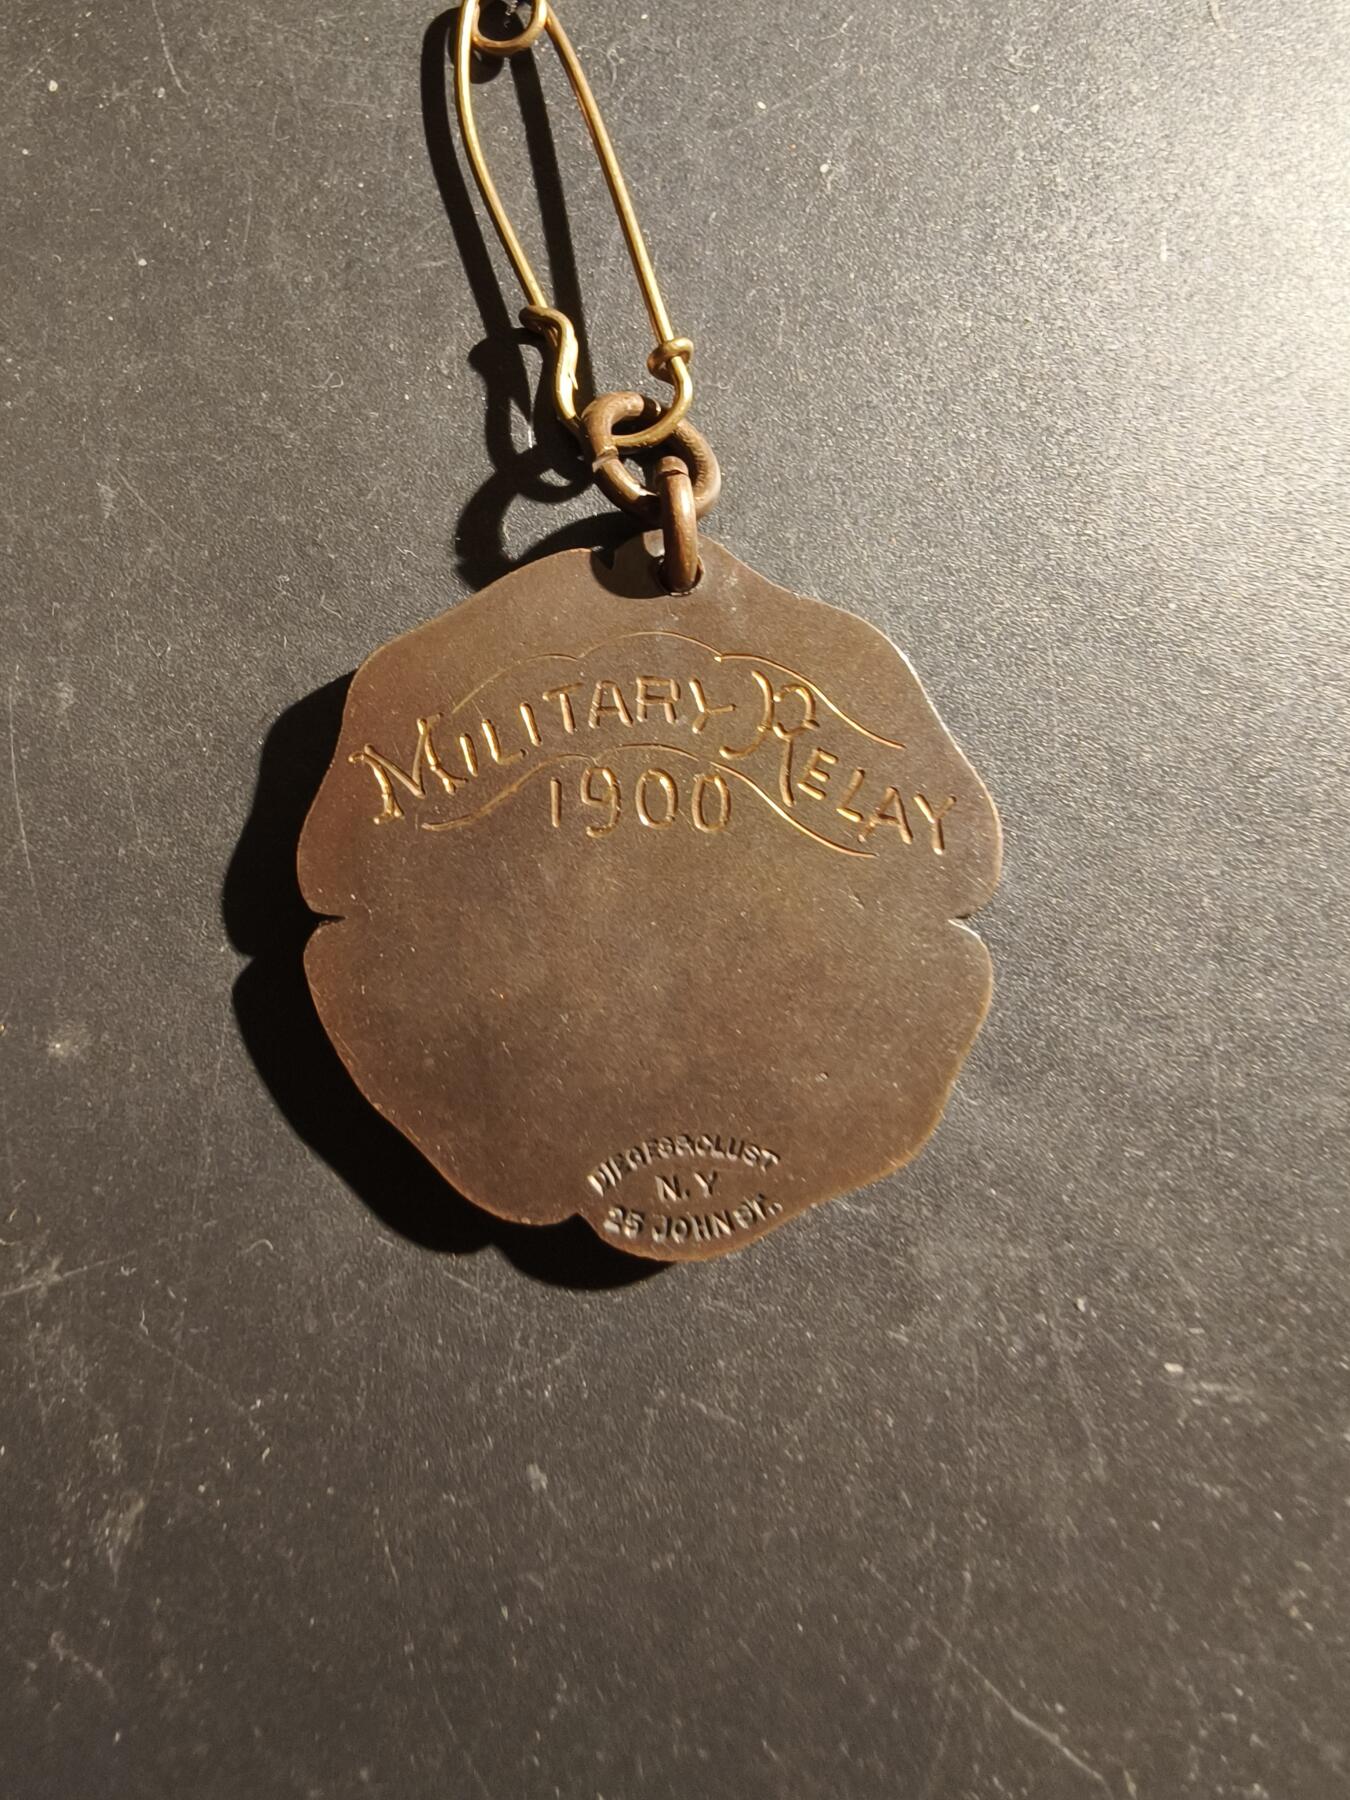 MILITARY RELAY
1900
DIEGES&CLUST
N.Y
25 JOHN ST.